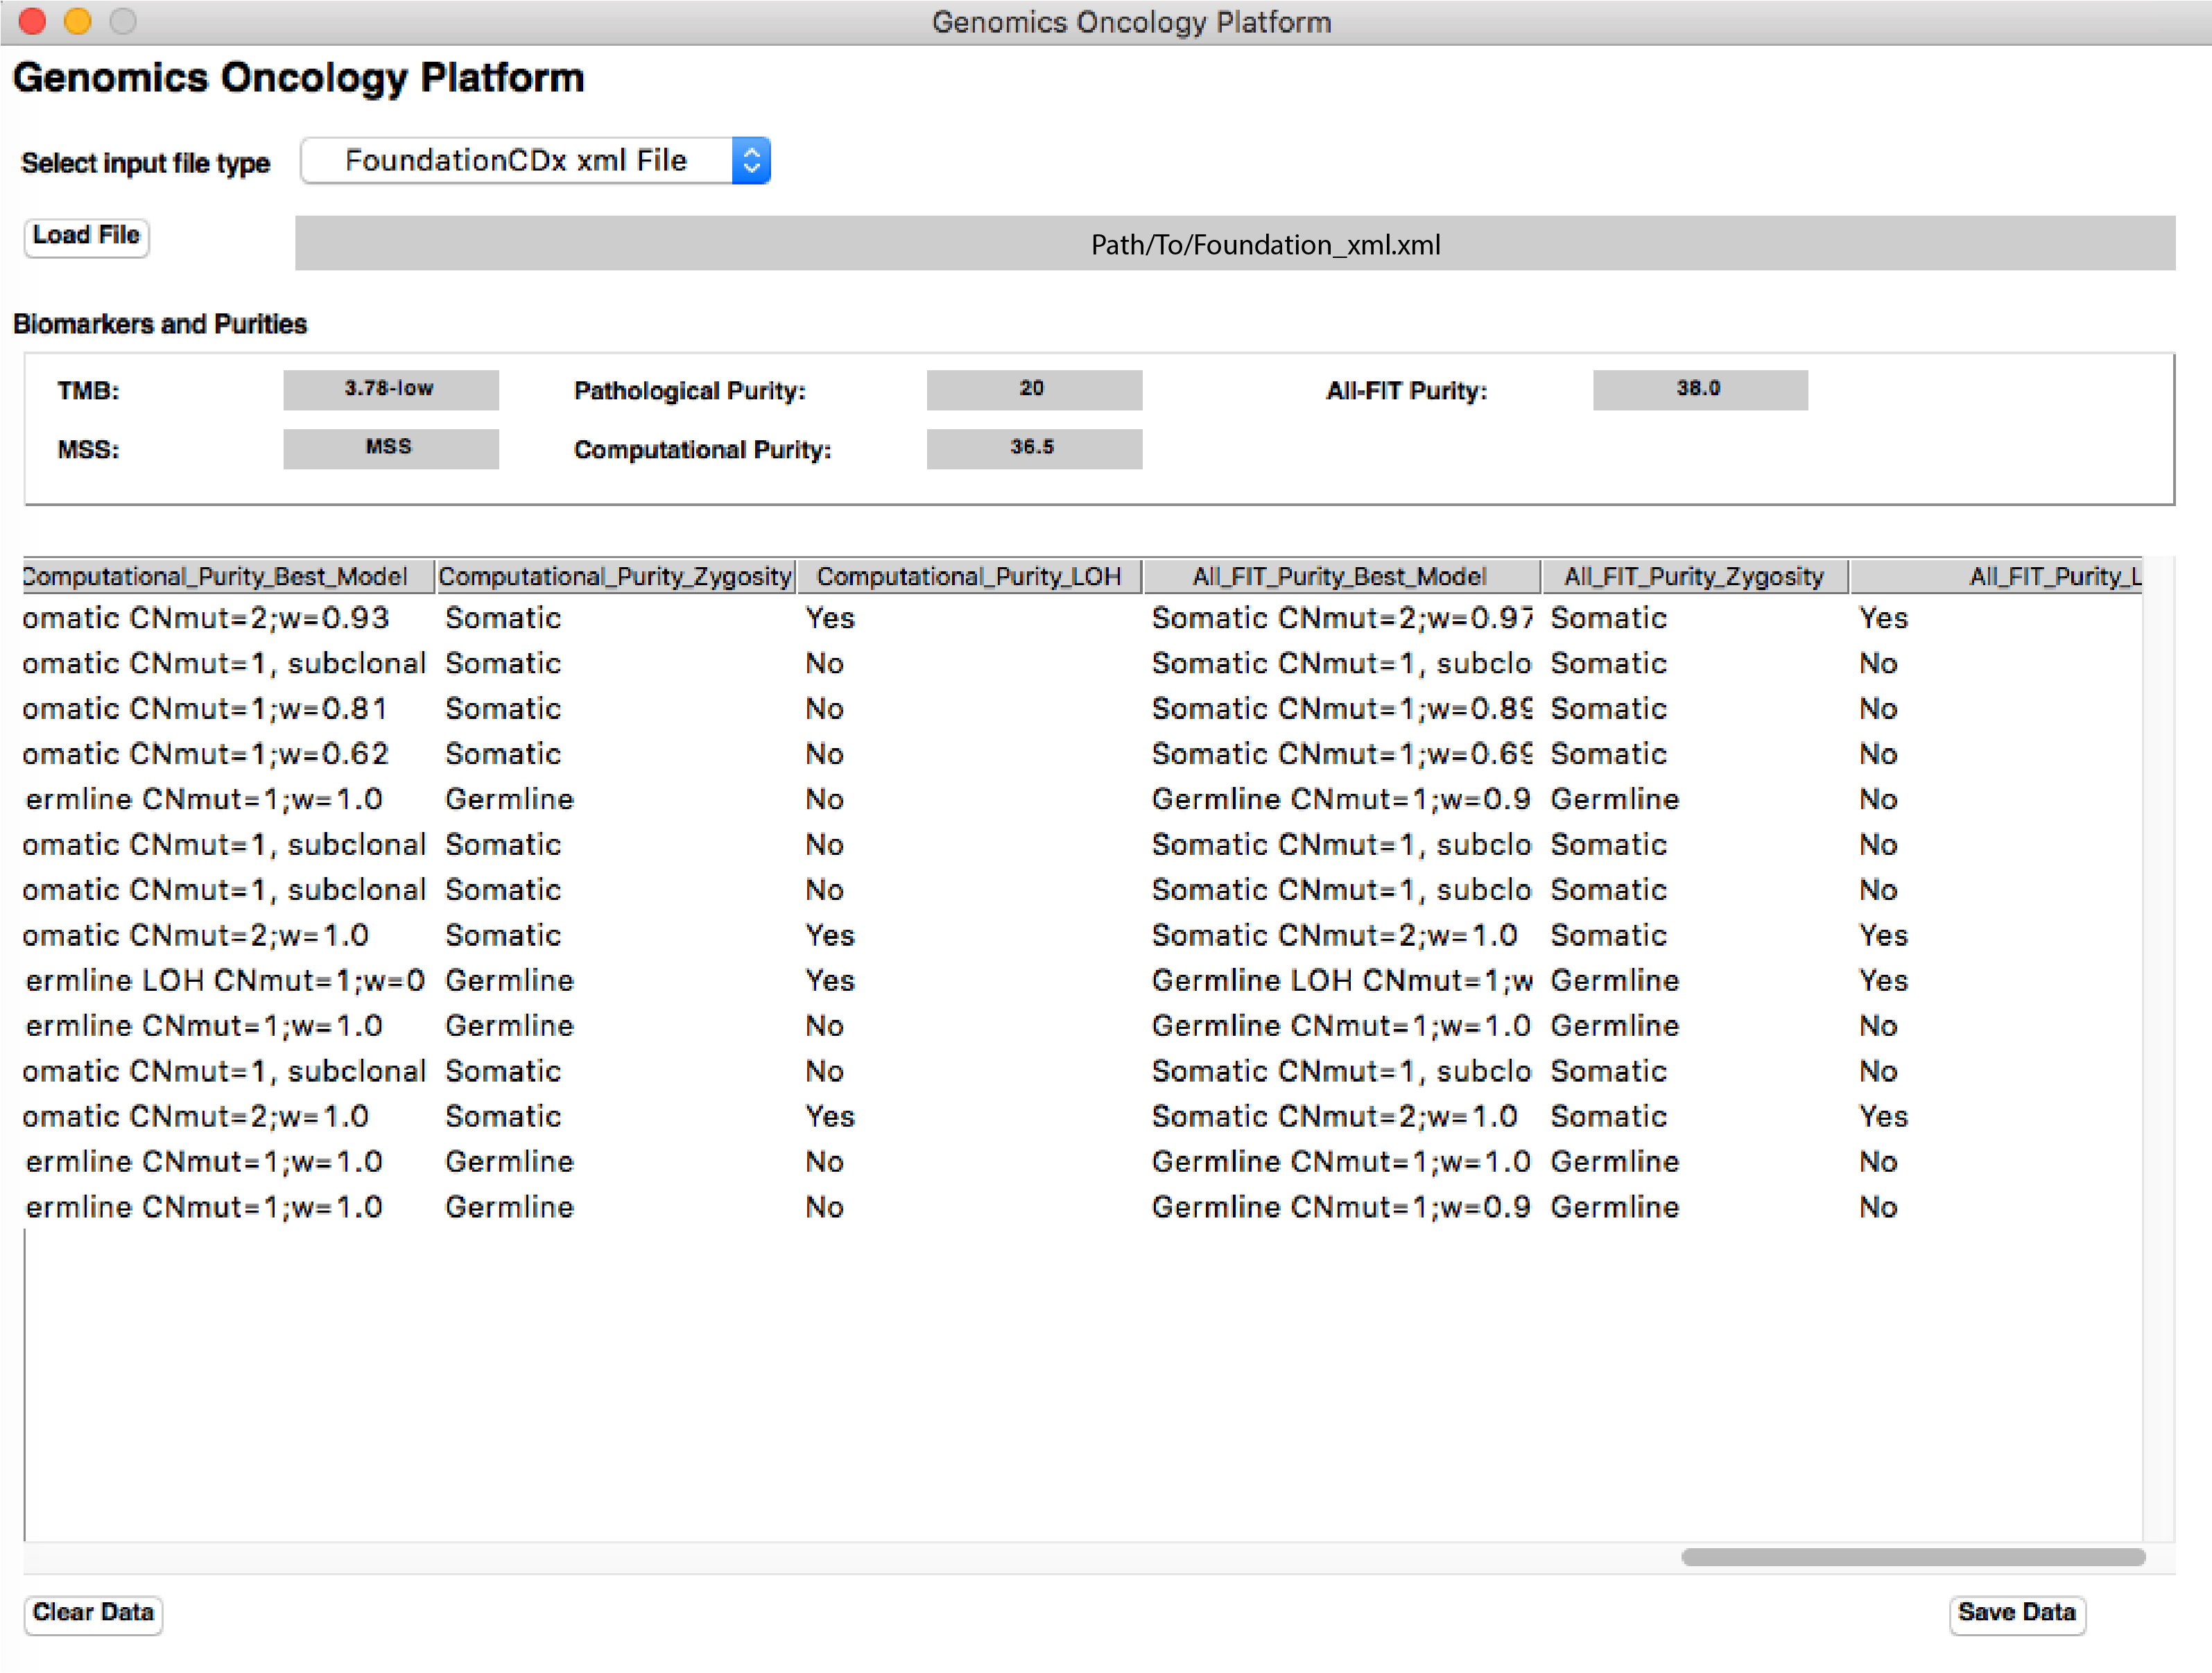 Genomics Oncology Platform
Genomics Oncology Platform
Select input file type FoundationCDx xml File
Load File Path/To/Foundation_xml.xml
Biomarkers and Purities
TMB: 3.78-low Pathological Purity: 20 All-FIT Purity: 38.0
MSS: MSS Computational Purity: 36.5
Computational_Purity_Best_Model Computational_Purity_Zygosity Computational_Purity_LOH All_FIT_Purity_Best_Model All_FIT_Purity_Zygosity All_FIT_Purity_L
omatic CNmut=2;w=0.93 Somatic Yes Somatic CNmut=2;w=0.97 Somatic Yes
omatic CNmut=1, subclonal Somatic No Somatic CNmut=1, subclo Somatic No
omatic CNmut=1;w=0.81 Somatic No Somatic CNmut=1;w=0.89 Somatic No
omatic CNmut=1;w=0.62 Somatic No Somatic CNmut=1;w=0.69 Somatic No
ermline CNmut=1;w=1.0 Germline No Germline CNmut=1;w=0.9 Germline No
omatic CNmut=1, subclonal Somatic No Somatic CNmut=1, subclo Somatic No
omatic CNmut=1, subclonal Somatic No Somatic CNmut=1, subclo Somatic No
omatic CNmut=2;w=1.0 Somatic Yes Somatic CNmut=2;w=1.0 Somatic Yes
ermline LOH CNmut=1;w=0 Germline Yes Germline LOH CNmut=1;w Germline Yes
ermline CNmut=1;w=1.0 Germline No Germline CNmut=1;w=1.0 Germline No
omatic CNmut=1, subclonal Somatic No Somatic CNmut=1, subclo Somatic No
omatic CNmut=2;w=1.0 Somatic Yes Somatic CNmut=2;w=1.0 Somatic Yes
ermline CNmut=1;w=1.0 Germline No Germline CNmut=1;w=1.0 Germline No
ermline CNmut=1;w=1.0 Germline No Germline CNmut=1;w=0.9 Germline No
Clear Data Save Data